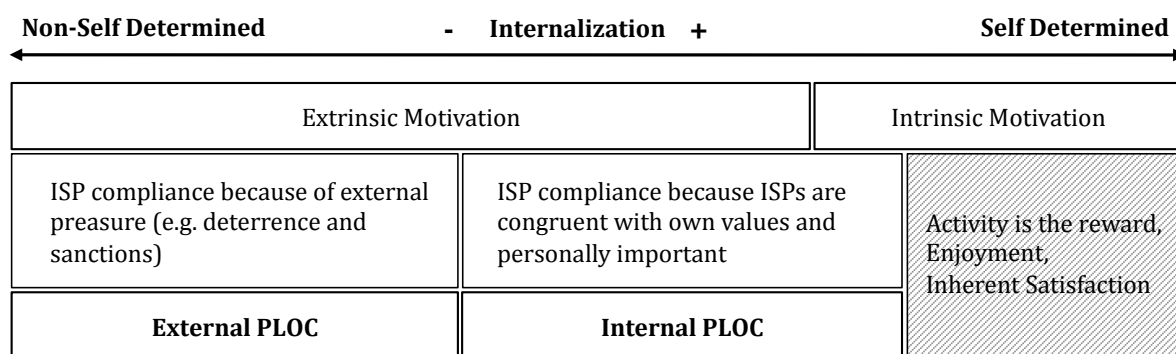 Non-Self Determined - Internalization + Self Determined
Extrinsic Motivation Intrinsic Motivation
ISP compliance because of external
preasure (e.g. deterrence and
sanctions)
ISP compliance because ISPs are
congruent with own values and
personally important
Activity is the reward,
Enjoyment,
Inherent Satisfaction
External PLOC Internal PLOC